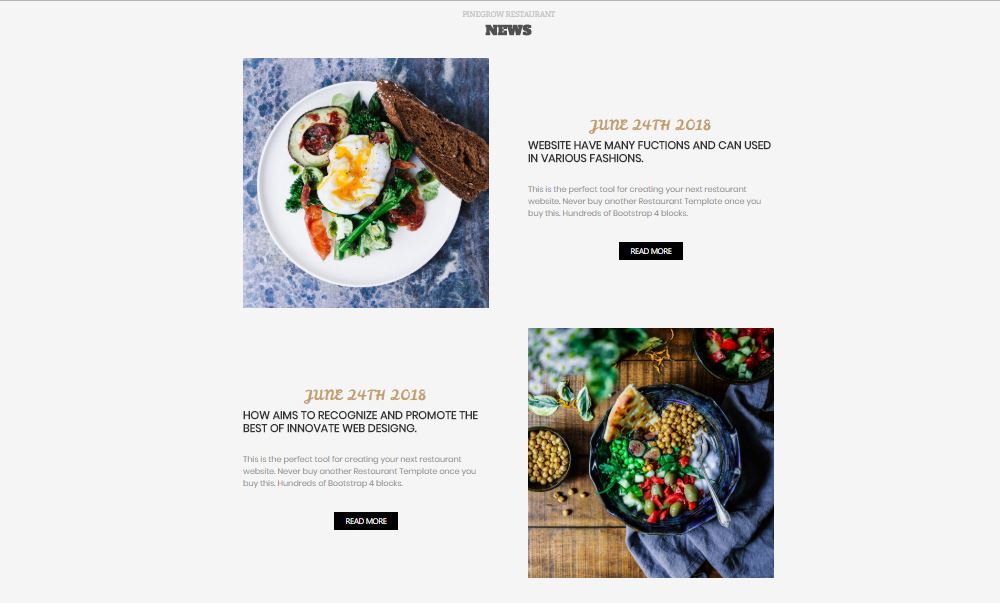 PINEGROW RESTAURANT
NEWS
JUNE 24TH 2018
WEBSITE HAVE MANY FUCTIONS AND CAN USED
IN VARIOUS FASHIONS.
This is the perfect tool for creating your next restaurant
website. Never buy another Restaurant Template once you
buy this. Hundreds of Bootstrap 4 blocks.
READ MORE
JUNE 24TH 2018
HOW AIMS TO RECOGNIZE AND PROMOTE THE
BEST OF INNOVATE WEB DESIGNG.
This is the perfect tool for creating your next restaurant
website. Never buy another Restaurant Template once you
buy this. Hundreds of Bootstrap 4 blocks.
READ MORE